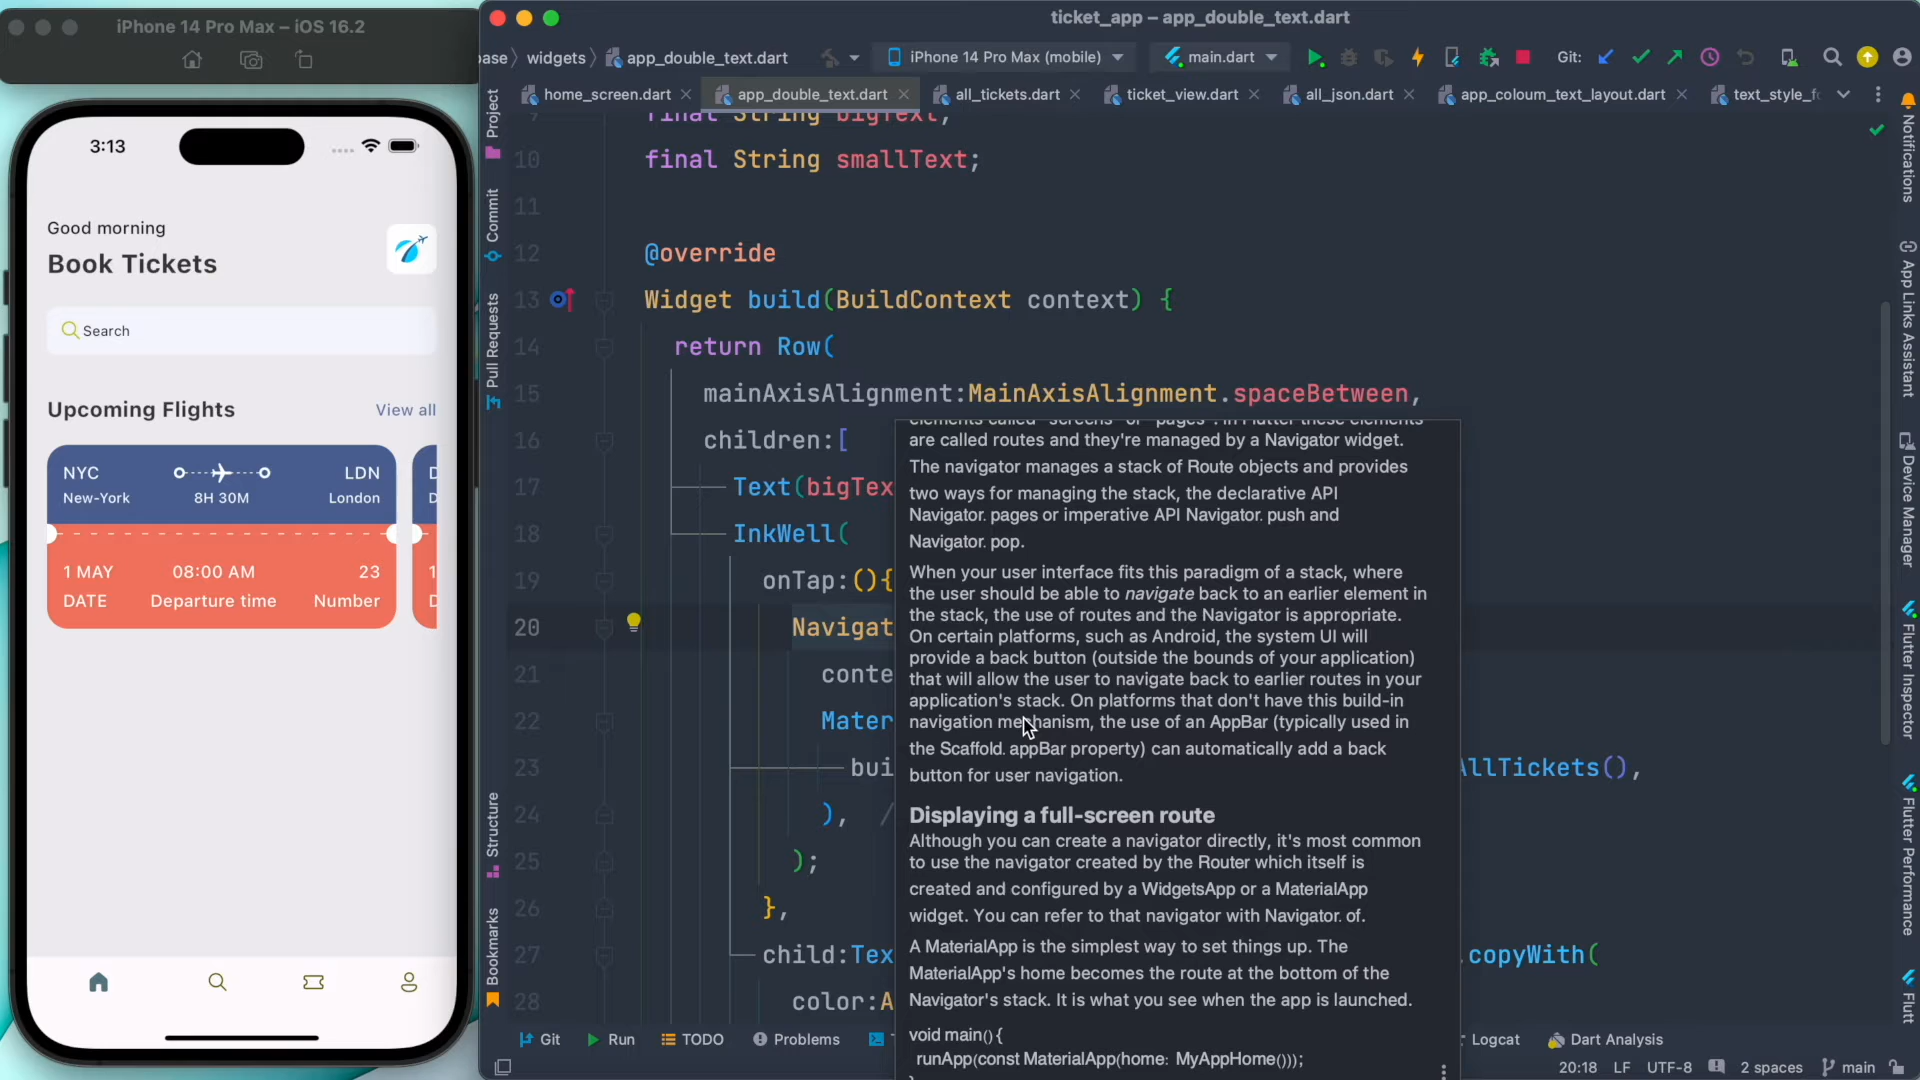 iPhone 14 Pro Max – iOS 16.2
3:13
Good morning
Book Tickets
Search
Upcoming Flights
View all
NYC
LDN
New-York
8H 30M
London
1 MAY
08:00 AM
23
DATE
Departure time
Number
D
D
1
D
ticket_app – app_double_text.dart
widgets
app_double_text.dart
iPhone 14 Pro Max (mobile)
main.dart
Git:
home_screen.dart
app_double_text.dart
all_tickets.dart
ticket_view.dart
all_json.dart
app_coloum_text_layout.dart
Project
Commit
Pull Requests
Structure
Bookmarks
9 final String bigText;
10 final String smallText;
11
12 @override
13 Widget build(BuildContext context) {
14 return Row(
15 mainAxisAlignment:MainAxisAlignment.spaceBetween,
16 children:[
17 Text(bigTex
18 InkWell(
19 onTap:(){
20 Navigat
21 conte
22 Mater
23 bui AllTickets(),
24 ), /
25 );
26 },
27 child:Tex .copyWith(
28 color:A
elements called "screens" or "pages". In Flutter these elements
are called routes and they're managed by a Navigator widget.
The navigator manages a stack of Route objects and provides
two ways for managing the stack, the declarative API
Navigator. pages or imperative API Navigator. push and
Navigator. pop.
When your user interface fits this paradigm of a stack, where
the user should be able to navigate back to an earlier element in
the stack, the use of routes and the Navigator is appropriate.
On certain platforms, such as Android, the system UI will
provide a back button (outside the bounds of your application)
that will allow the user to navigate back to earlier routes in your
application's stack. On platforms that don't have this build-in
navigation mechanism, the use of an AppBar (typically used in
the Scaffold. appBar property) can automatically add a back
button for user navigation.
Displaying a full-screen route
Although you can create a navigator directly, it's most common
to use the navigator created by the Router which itself is
created and configured by a WidgetsApp or a MaterialApp
widget. You can refer to that navigator with Navigator. of.
A MaterialApp is the simplest way to set things up. The
MaterialApp's home becomes the route at the bottom of the
Navigator's stack. It is what you see when the app is launched.
void main() {
runApp(const MaterialApp(home: MyAppHome()));
Notifications
App Links Assistant
Device Manager
Flutter Inspector
Flutter Performance
Flutt
Git
Run
TODO
Problems
Logcat
Dart Analysis
20:18
LF
UTF-8
2 spaces
main